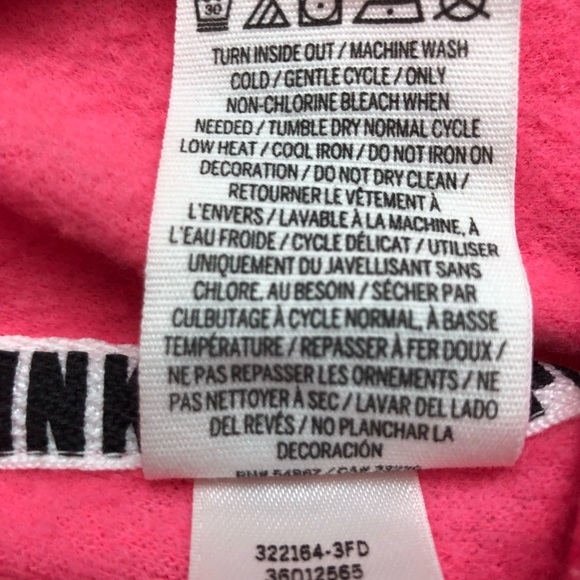 30
TURN INSIDE OUT / MACHINE WASH
COLD / GENTLE CYCLE / ONLY
NON-CHLORINE BLEACH WHEN
NEEDED / TUMBLE DRY NORMAL CYCLE
LOW HEAT / COOL IRON / DO NOT IRON ON
DECORATION / DO NOT DRY CLEAN /
RETOURNER LE VÊTEMENT À
L'ENVERS / LAVABLE À LA MACHINE, À
L'EAU FROIDE / CYCLE DÉLICAT / UTILISER
UNIQUEMENT DU JAVELLISANT SANS
CHLORE, AU BESOIN / SÉCHER PAR
CULBUTAGE À CYCLE NORMAL, À BASSE
TEMPÉRATURE / REPASSER À FER DOUX /
NE PAS REPASSER LES ORNEMENTS / NE
PAS NETTOYER À SEC / LAVAR DEL LADO
DEL REVÉS / NO PLANCHAR LA
DECORACIÓN
INK
322164-3FD
36012565